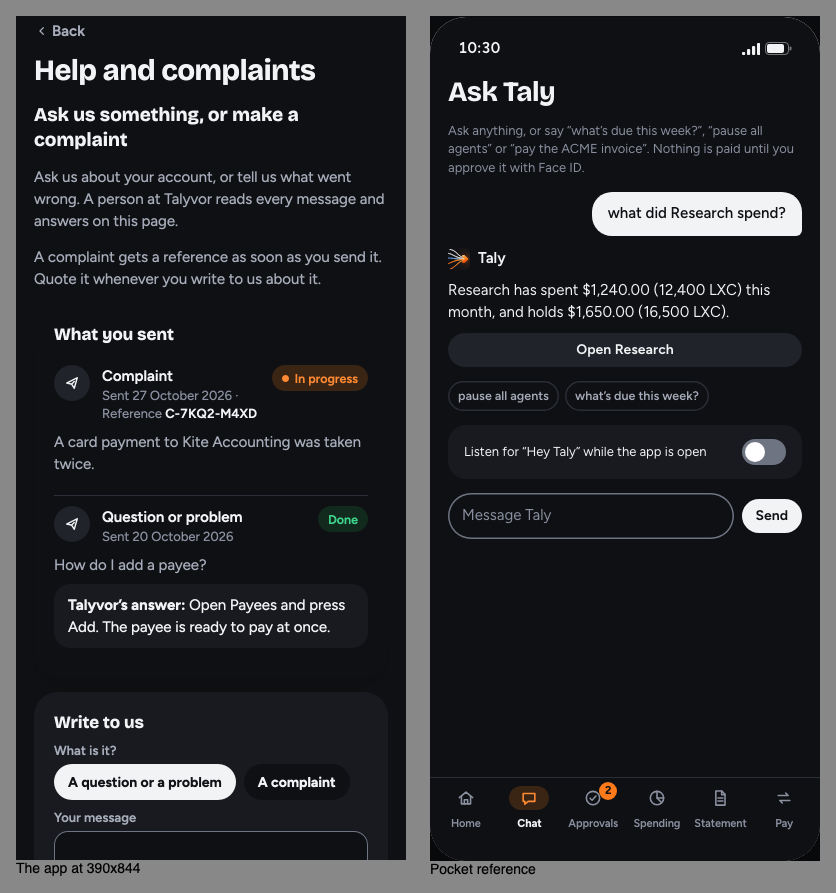 Back
Help and complaints
Ask us something, or make a
complaint
Ask us about your account, or tell us what went
wrong. A person at Talyvor reads every message and
answers on this page.
A complaint gets a reference as soon as you send it.
Quote it whenever you write to us about it.
What you sent
Complaint
In progress
Sent 27 October 2026 ·
Reference C-7KQ2-M4XD
A card payment to Kite Accounting was taken
twice.
Question or problem
Done
Sent 20 October 2026
How do I add a payee?
Talyvor’s answer: Open Payees and press
Add. The payee is ready to pay at once.
Write to us
What is it?
A question or a problem
A complaint
Your message
The app at 390x844
10:30
Ask Taly
Ask anything, or say “what’s due this week?”, “pause all
agents” or “pay the ACME invoice”. Nothing is paid until you
approve it with Face ID.
what did Research spend?
Taly
Research has spent $1,240.00 (12,400 LXC) this
month, and holds $1,650.00 (16,500 LXC).
Open Research
pause all agents
what’s due this week?
Listen for “Hey Taly” while the app is open
Message Taly
Send
2
Home
Chat
Approvals
Spending
Statement
Pay
Pocket reference